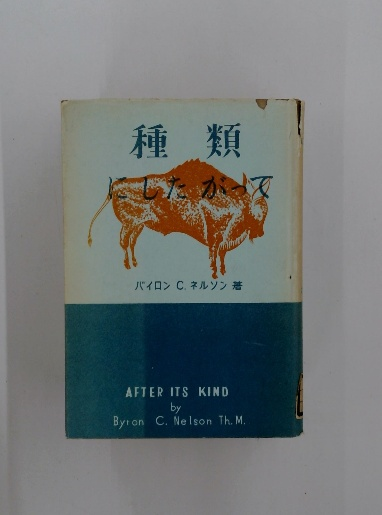 種類
にしたがって
バイロン C. ネルソン 著
AFTER ITS KIND
by
Byron C. Nelson Th. M.